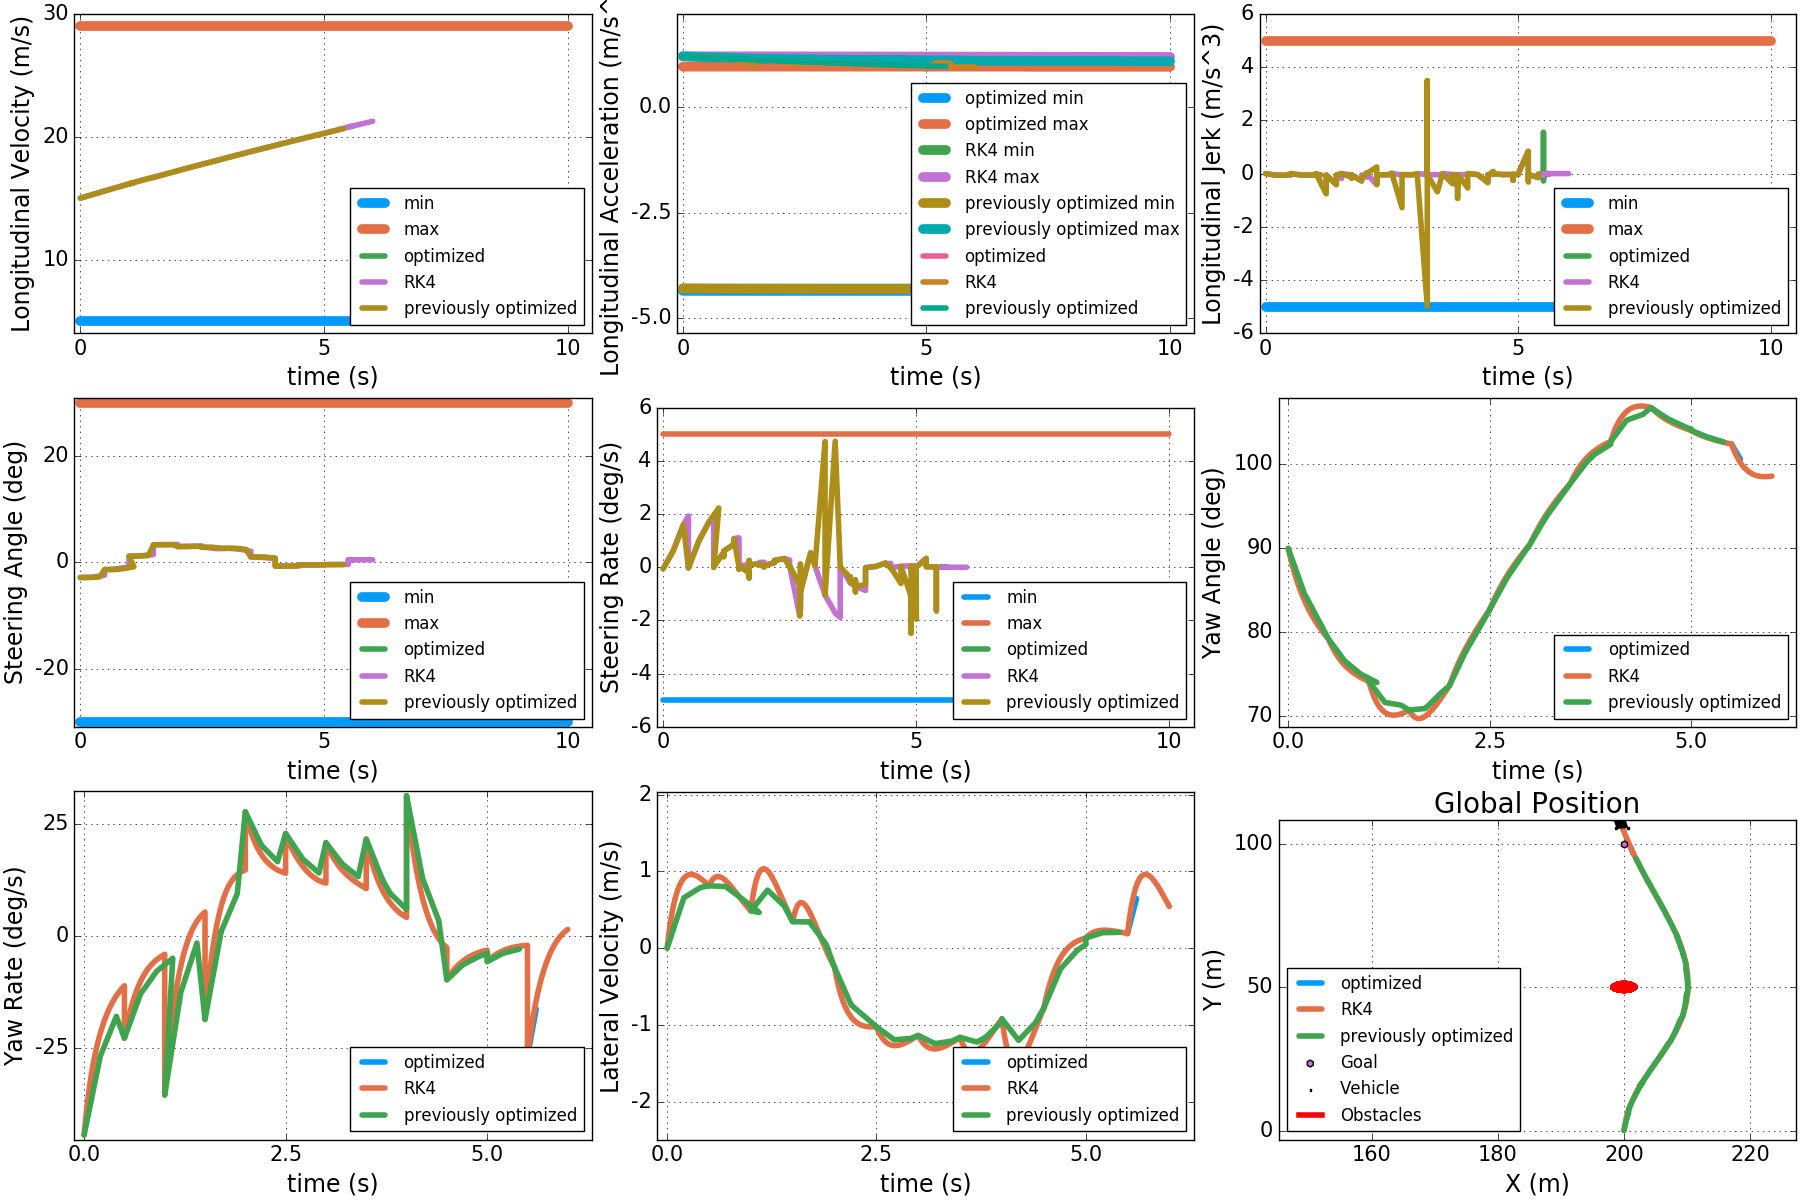 Longitudinal Velocity (m/s)
30
20
10
0
5
10
time (s)
min
max
optimized
RK4
previously optimized
Longitudinal Acceleration (m/s^
0.0
-2.5
-5.0
0
5
10
time (s)
optimized min
optimized max
RK4 min
RK4 max
previously optimized min
previously optimized max
optimized
RK4
previously optimized
Longitudinal Jerk (m/s^3)
6
4
2
0
-2
-4
-6
0
5
10
time (s)
min
max
optimized
RK4
previously optimized
Steering Angle (deg)
20
0
-20
0
5
10
time (s)
min
max
optimized
RK4
previously optimized
Steering Rate (deg/s)
6
4
2
0
-2
-4
-6
0
5
10
time (s)
min
max
optimized
RK4
previously optimized
Yaw Angle (deg)
100
90
80
70
0.0
2.5
5.0
time (s)
optimized
RK4
previously optimized
Yaw Rate (deg/s)
25
0
-25
0.0
2.5
5.0
time (s)
optimized
RK4
previously optimized
Lateral Velocity (m/s)
2
1
0
-1
-2
0.0
2.5
5.0
time (s)
optimized
RK4
previously optimized
Global Position
Y (m)
100
50
0
160
180
200
220
X (m)
optimized
RK4
previously optimized
Goal
Vehicle
Obstacles